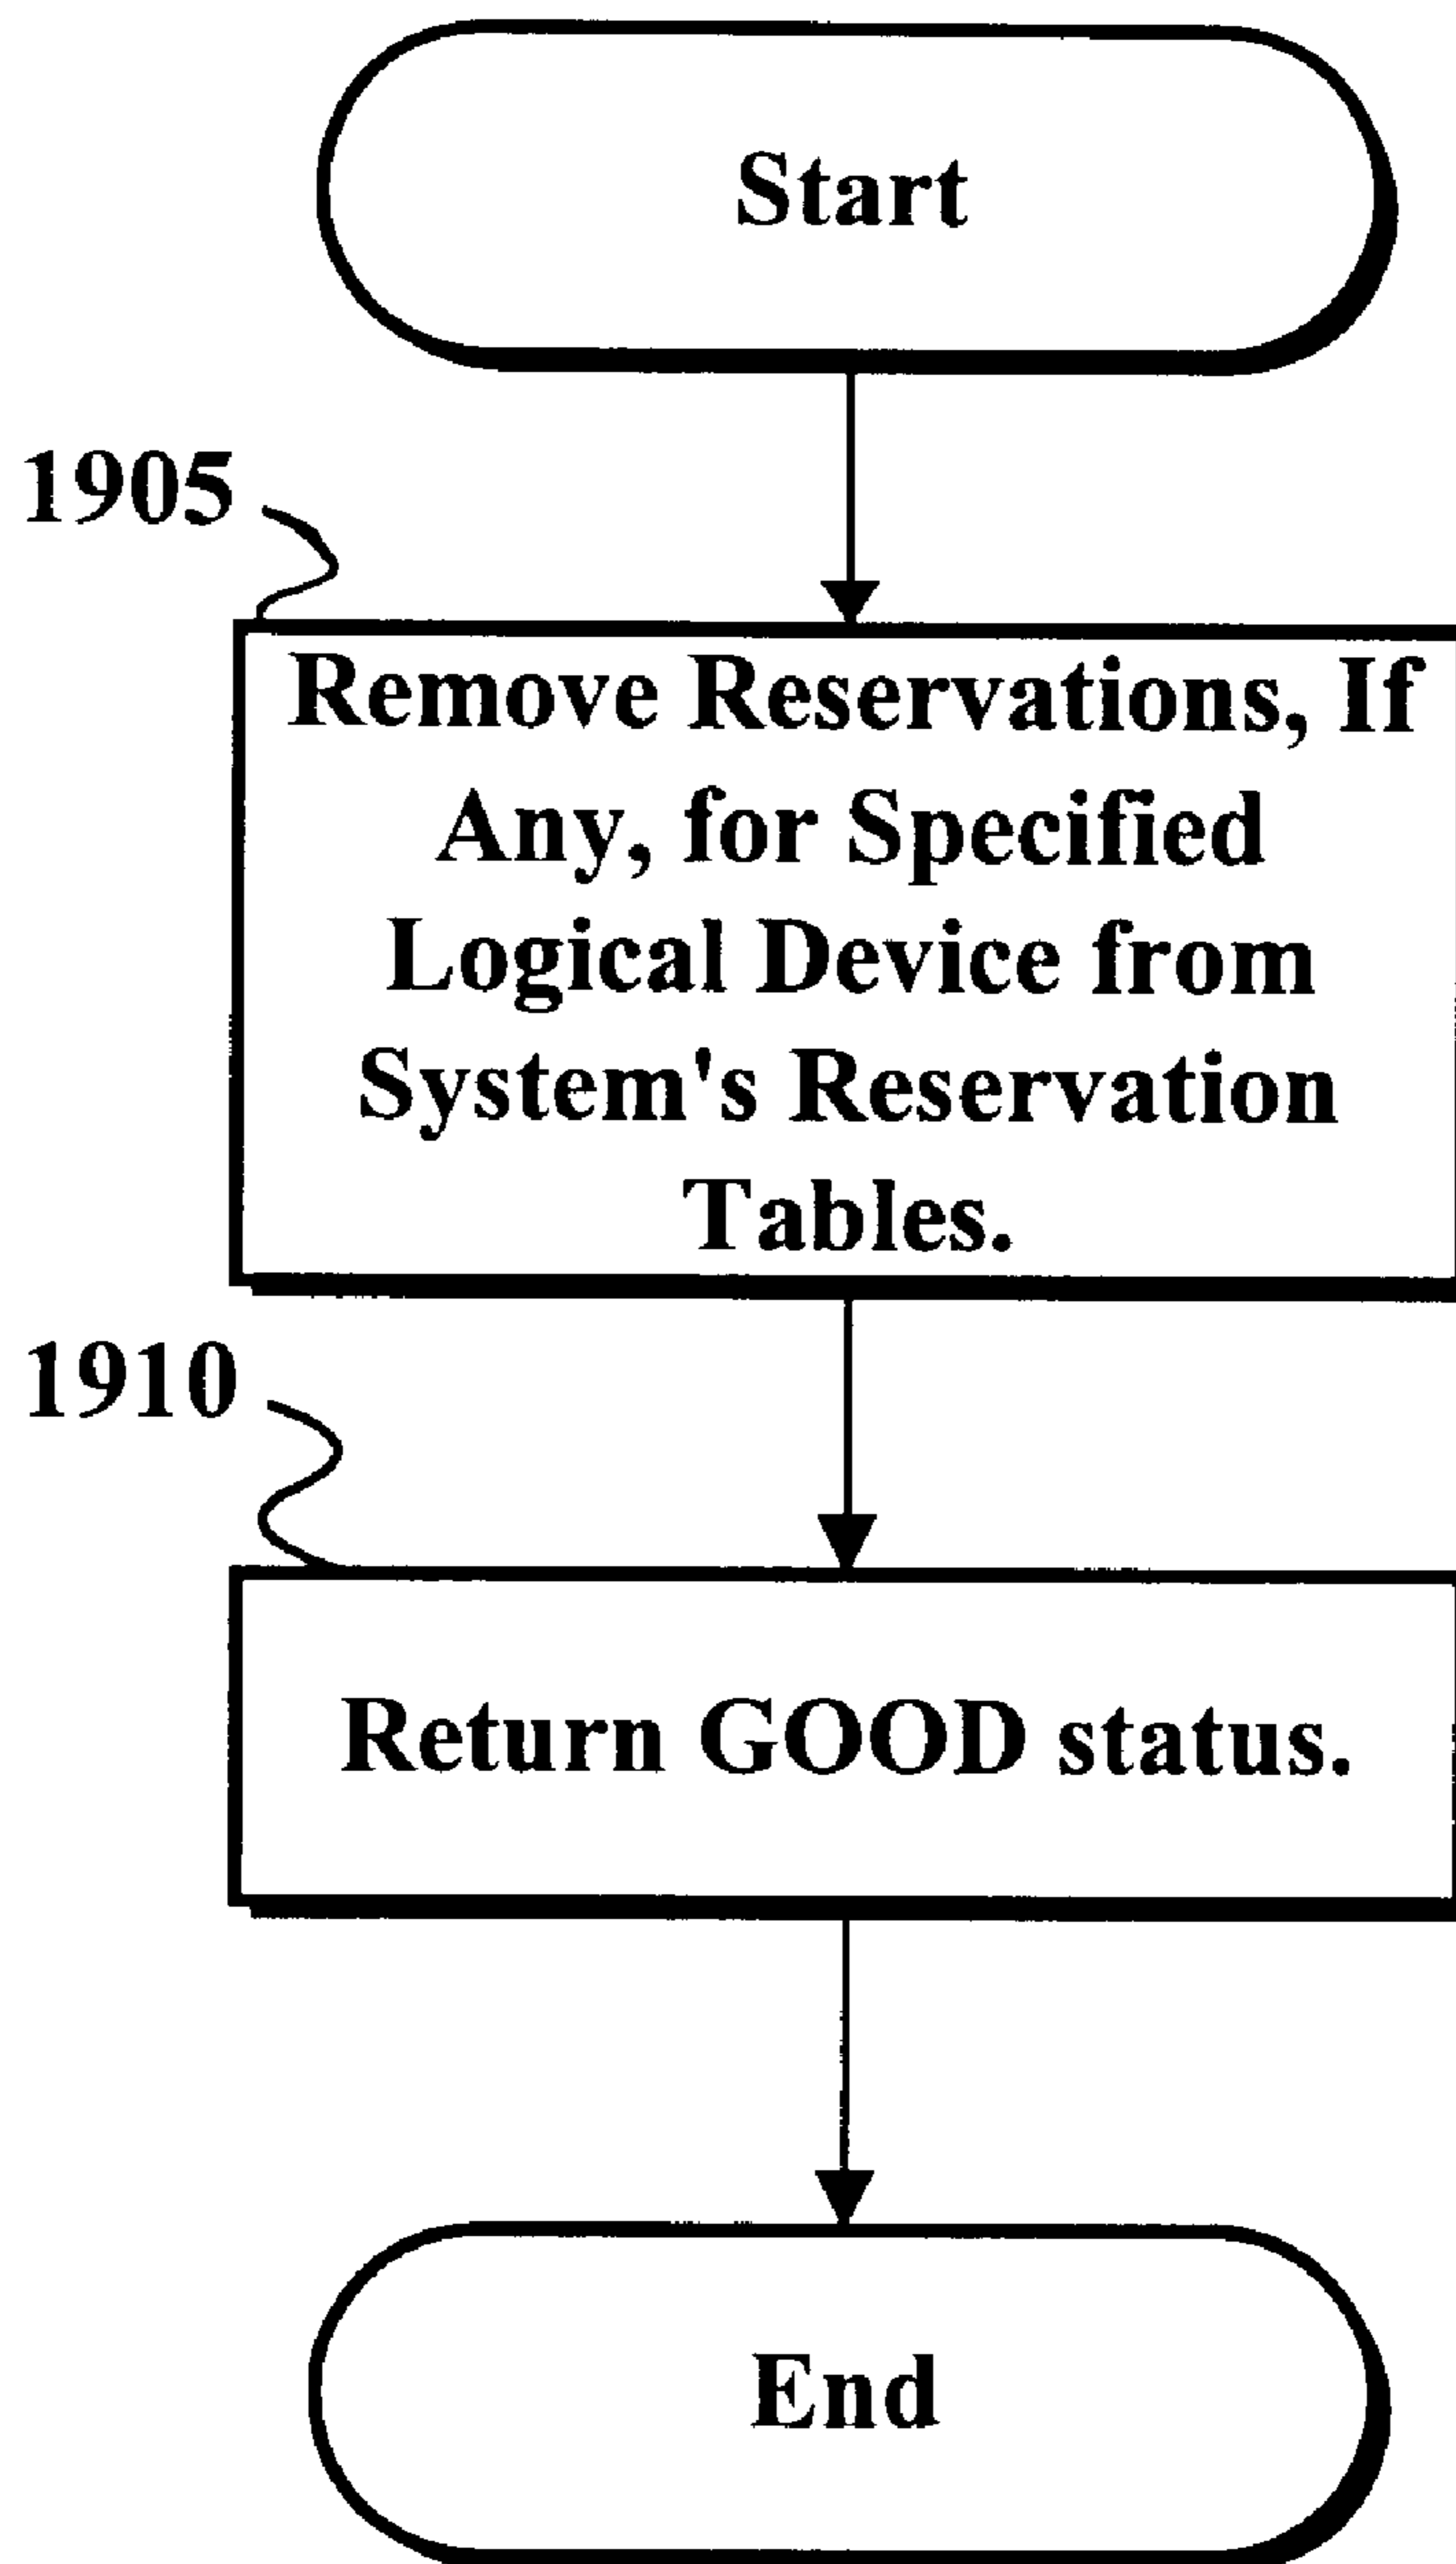 Start
1905
Remove Reservations, If
Any, for Specified
Logical Device from
System's Reservation
Tables.
1910
Return GOOD status.
End